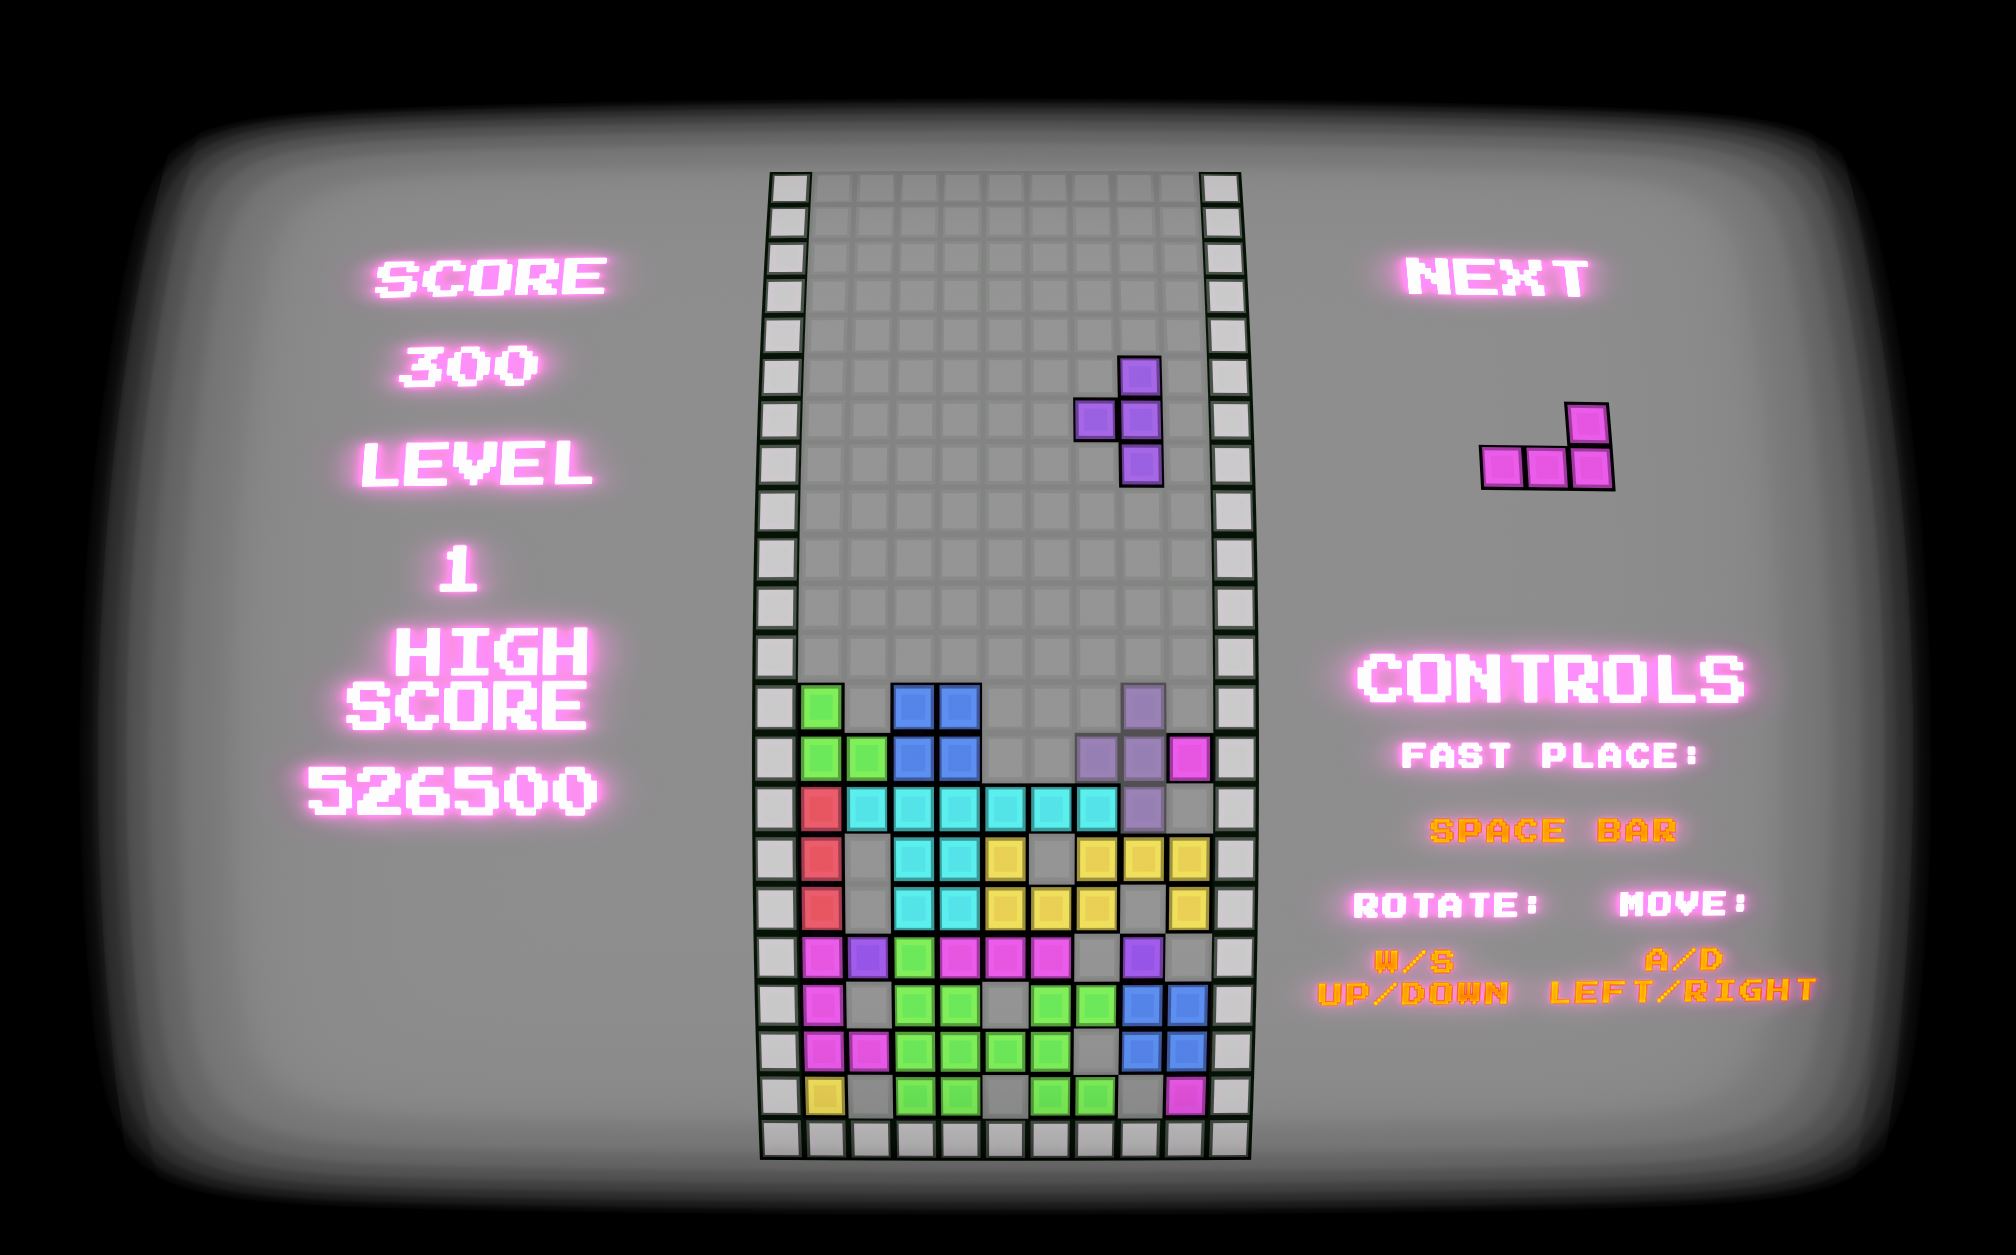 SCORE
300
LEVEL
1
HIGH
SCORE
526500
NEXT
CONTROLS
FAST PLACE:
SPACE BAR
ROTATE: MOVE:
W/S A/D
UP/DOWN LEFT/RIGHT